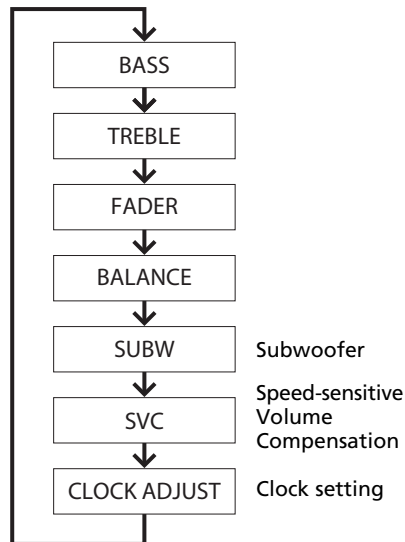 BASS
TREBLE
FADER
BALANCE
SUBW
Subwoofer
SVC
Speed-sensitive
Volume
Compensation
CLOCK ADJUST
Clock setting